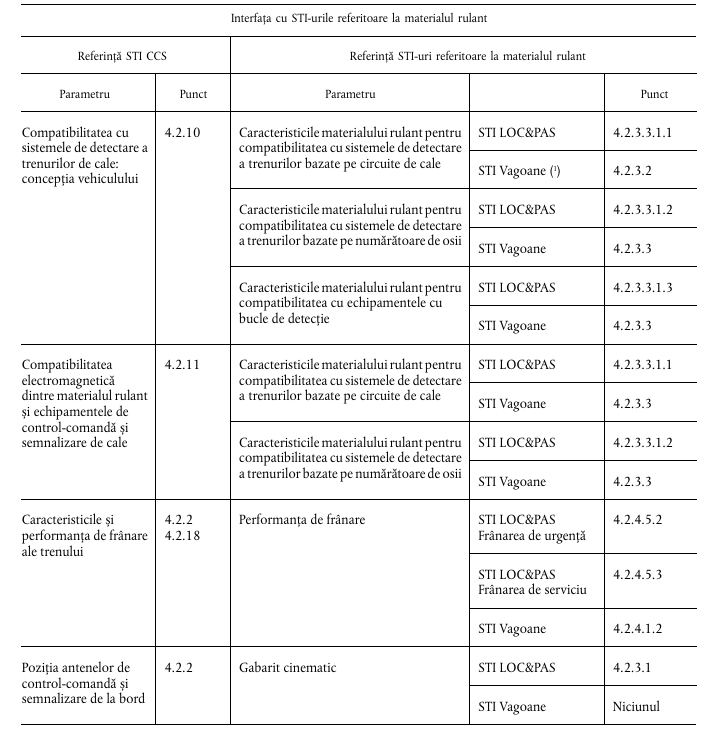 Interfața cu STI-urile referitoare la materialul rulant
Referință STI CCS
Referință STI-uri referitoare la materialul rulant
Parametru
Punct
Parametru
Punct
Compatibilitatea cu
sistemele de detectare a
trenurilor de cale:
concepția vehiculului
4.2.10
Caracteristicile materialului rulant pentru
compatibilitatea cu sistemele de detectare
a trenurilor bazate pe circuite de cale
STI LOC&PAS
4.2.3.3.1.1
STI Vagoane (¹)
4.2.3.2
Caracteristicile materialului rulant pentru
compatibilitatea cu sistemele de detectare
a trenurilor bazate pe numărătoare de osii
STI LOC&PAS
4.2.3.3.1.2
STI Vagoane
4.2.3.3
Caracteristicile materialului rulant pentru
compatibilitatea cu echipamentele cu
bucle de detecție
STI LOC&PAS
4.2.3.3.1.3
STI Vagoane
4.2.3.3
Compatibilitatea
electromagnetică
dintre materialul rulant
și echipamentele de
control-comandă și
semnalizare de cale
4.2.11
Caracteristicile materialului rulant pentru
compatibilitatea cu sistemele de detectare
a trenurilor bazate pe circuite de cale
STI LOC&PAS
4.2.3.3.1.1
STI Vagoane
4.2.3.3
Caracteristicile materialului rulant pentru
compatibilitatea cu sistemele de detectare
a trenurilor bazate pe numărătoare de osii
STI LOC&PAS
4.2.3.3.1.2
STI Vagoane
4.2.3.3
Caracteristicile și
performanța de frânare
ale trenului
4.2.2
4.2.18
Performanța de frânare
STI LOC&PAS
Frânarea de urgență
4.2.4.5.2
STI LOC&PAS
Frânarea de serviciu
4.2.4.5.3
STI Vagoane
4.2.4.1.2
Poziția antenelor de
control-comandă și
semnalizare de la bord
4.2.2
Gabarit cinematic
STI LOC&PAS
4.2.3.1
STI Vagoane
Niciunul